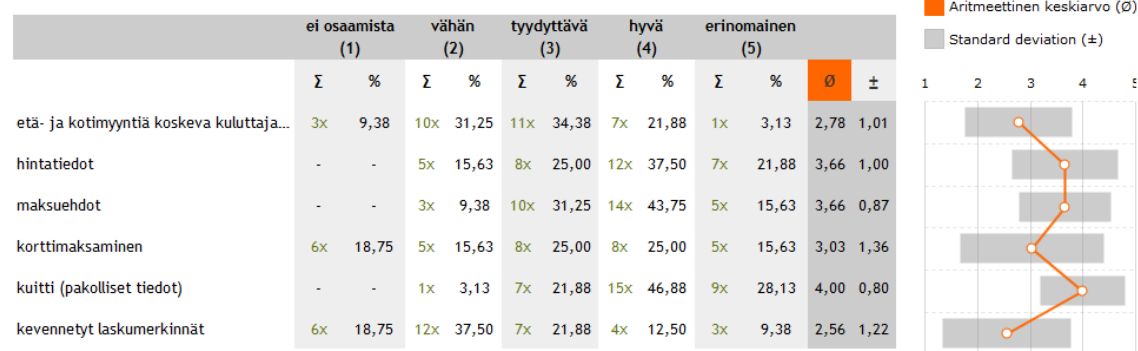 Aritmeettinen keskiarvo (Ø)
Standard deviation (±)
ei osaamista (1) vähän (2) tyydyttävä (3) hyvä (4) erinomainen (5)
Σ % Σ % Σ % Σ % Σ % Ø ±
1 2 3 4 5
etä- ja kotimyyntiä koskeva kuluttaja... 3x 9,38 10x 31,25 11x 34,38 7x 21,88 1x 3,13 2,78 1,01
hintatiedot - - 5x 15,63 8x 25,00 12x 37,50 7x 21,88 3,66 1,00
maksuehdot - - 3x 9,38 10x 31,25 14x 43,75 5x 15,63 3,66 0,87
korttimaksaminen 6x 18,75 5x 15,63 8x 25,00 8x 25,00 5x 15,63 3,03 1,36
kuitti (pakolliset tiedot) - - 1x 3,13 7x 21,88 15x 46,88 9x 28,13 4,00 0,80
kevennetyt laskumerkinnät 6x 18,75 12x 37,50 7x 21,88 4x 12,50 3x 9,38 2,56 1,22